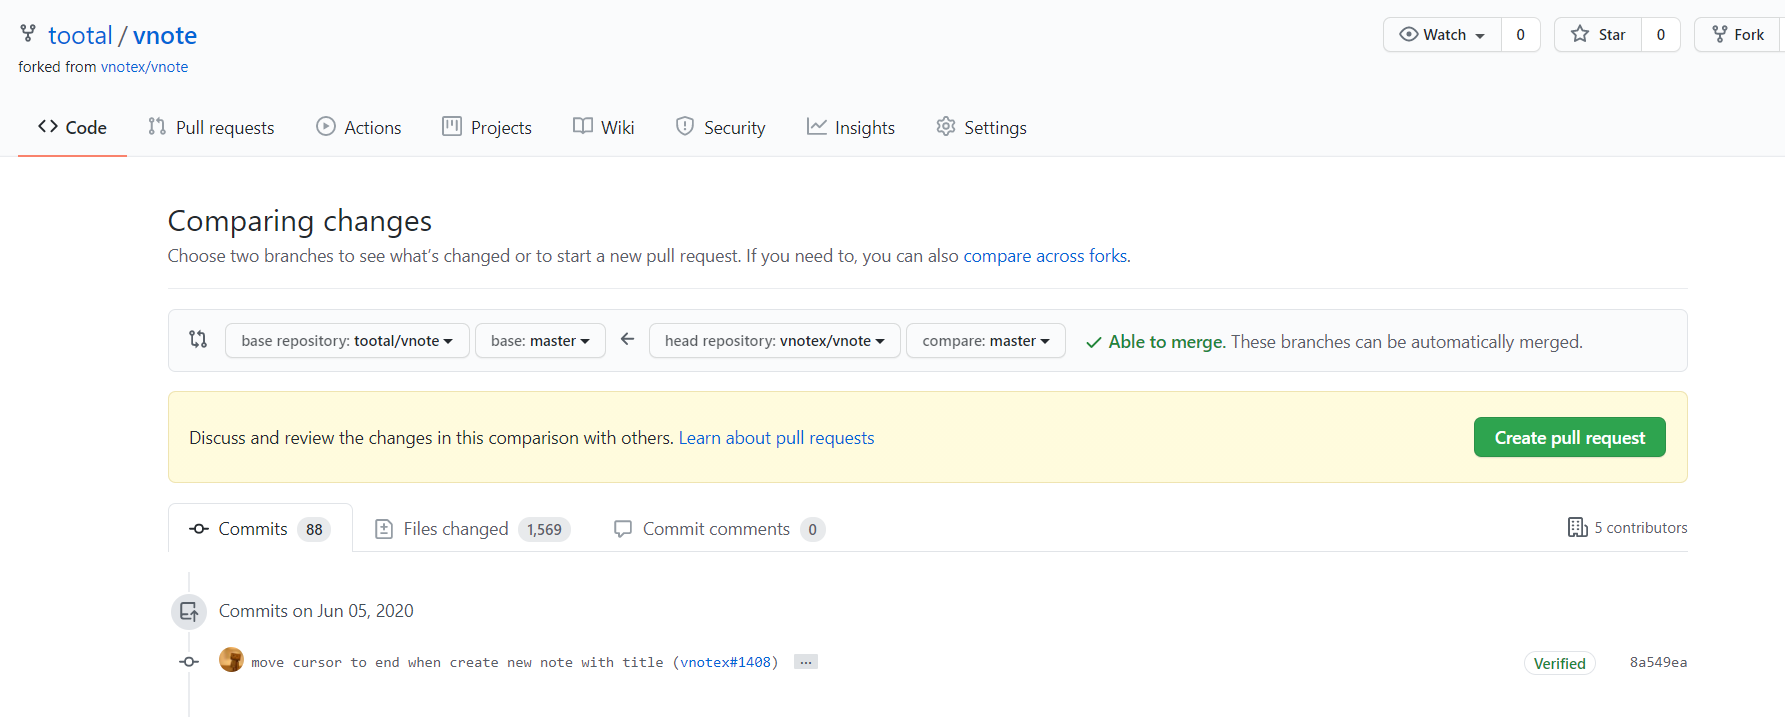 tootal / vnote
Watch 0 Star 0 Fork
forked from vnotex/vnote
Code Pull requests Actions Projects Wiki Security Insights Settings
Comparing changes
Choose two branches to see what’s changed or to start a new pull request. If you need to, you can also compare across forks.
base repository: tootal/vnote base: master head repository: vnotex/vnote compare: master Able to merge. These branches can be automatically merged.
Discuss and review the changes in this comparison with others. Learn about pull requests Create pull request
Commits 88 Files changed 1,569 Commit comments 0 5 contributors
Commits on Jun 05, 2020
move cursor to end when create new note with title (vnotex#1408) … Verified 8a549ea